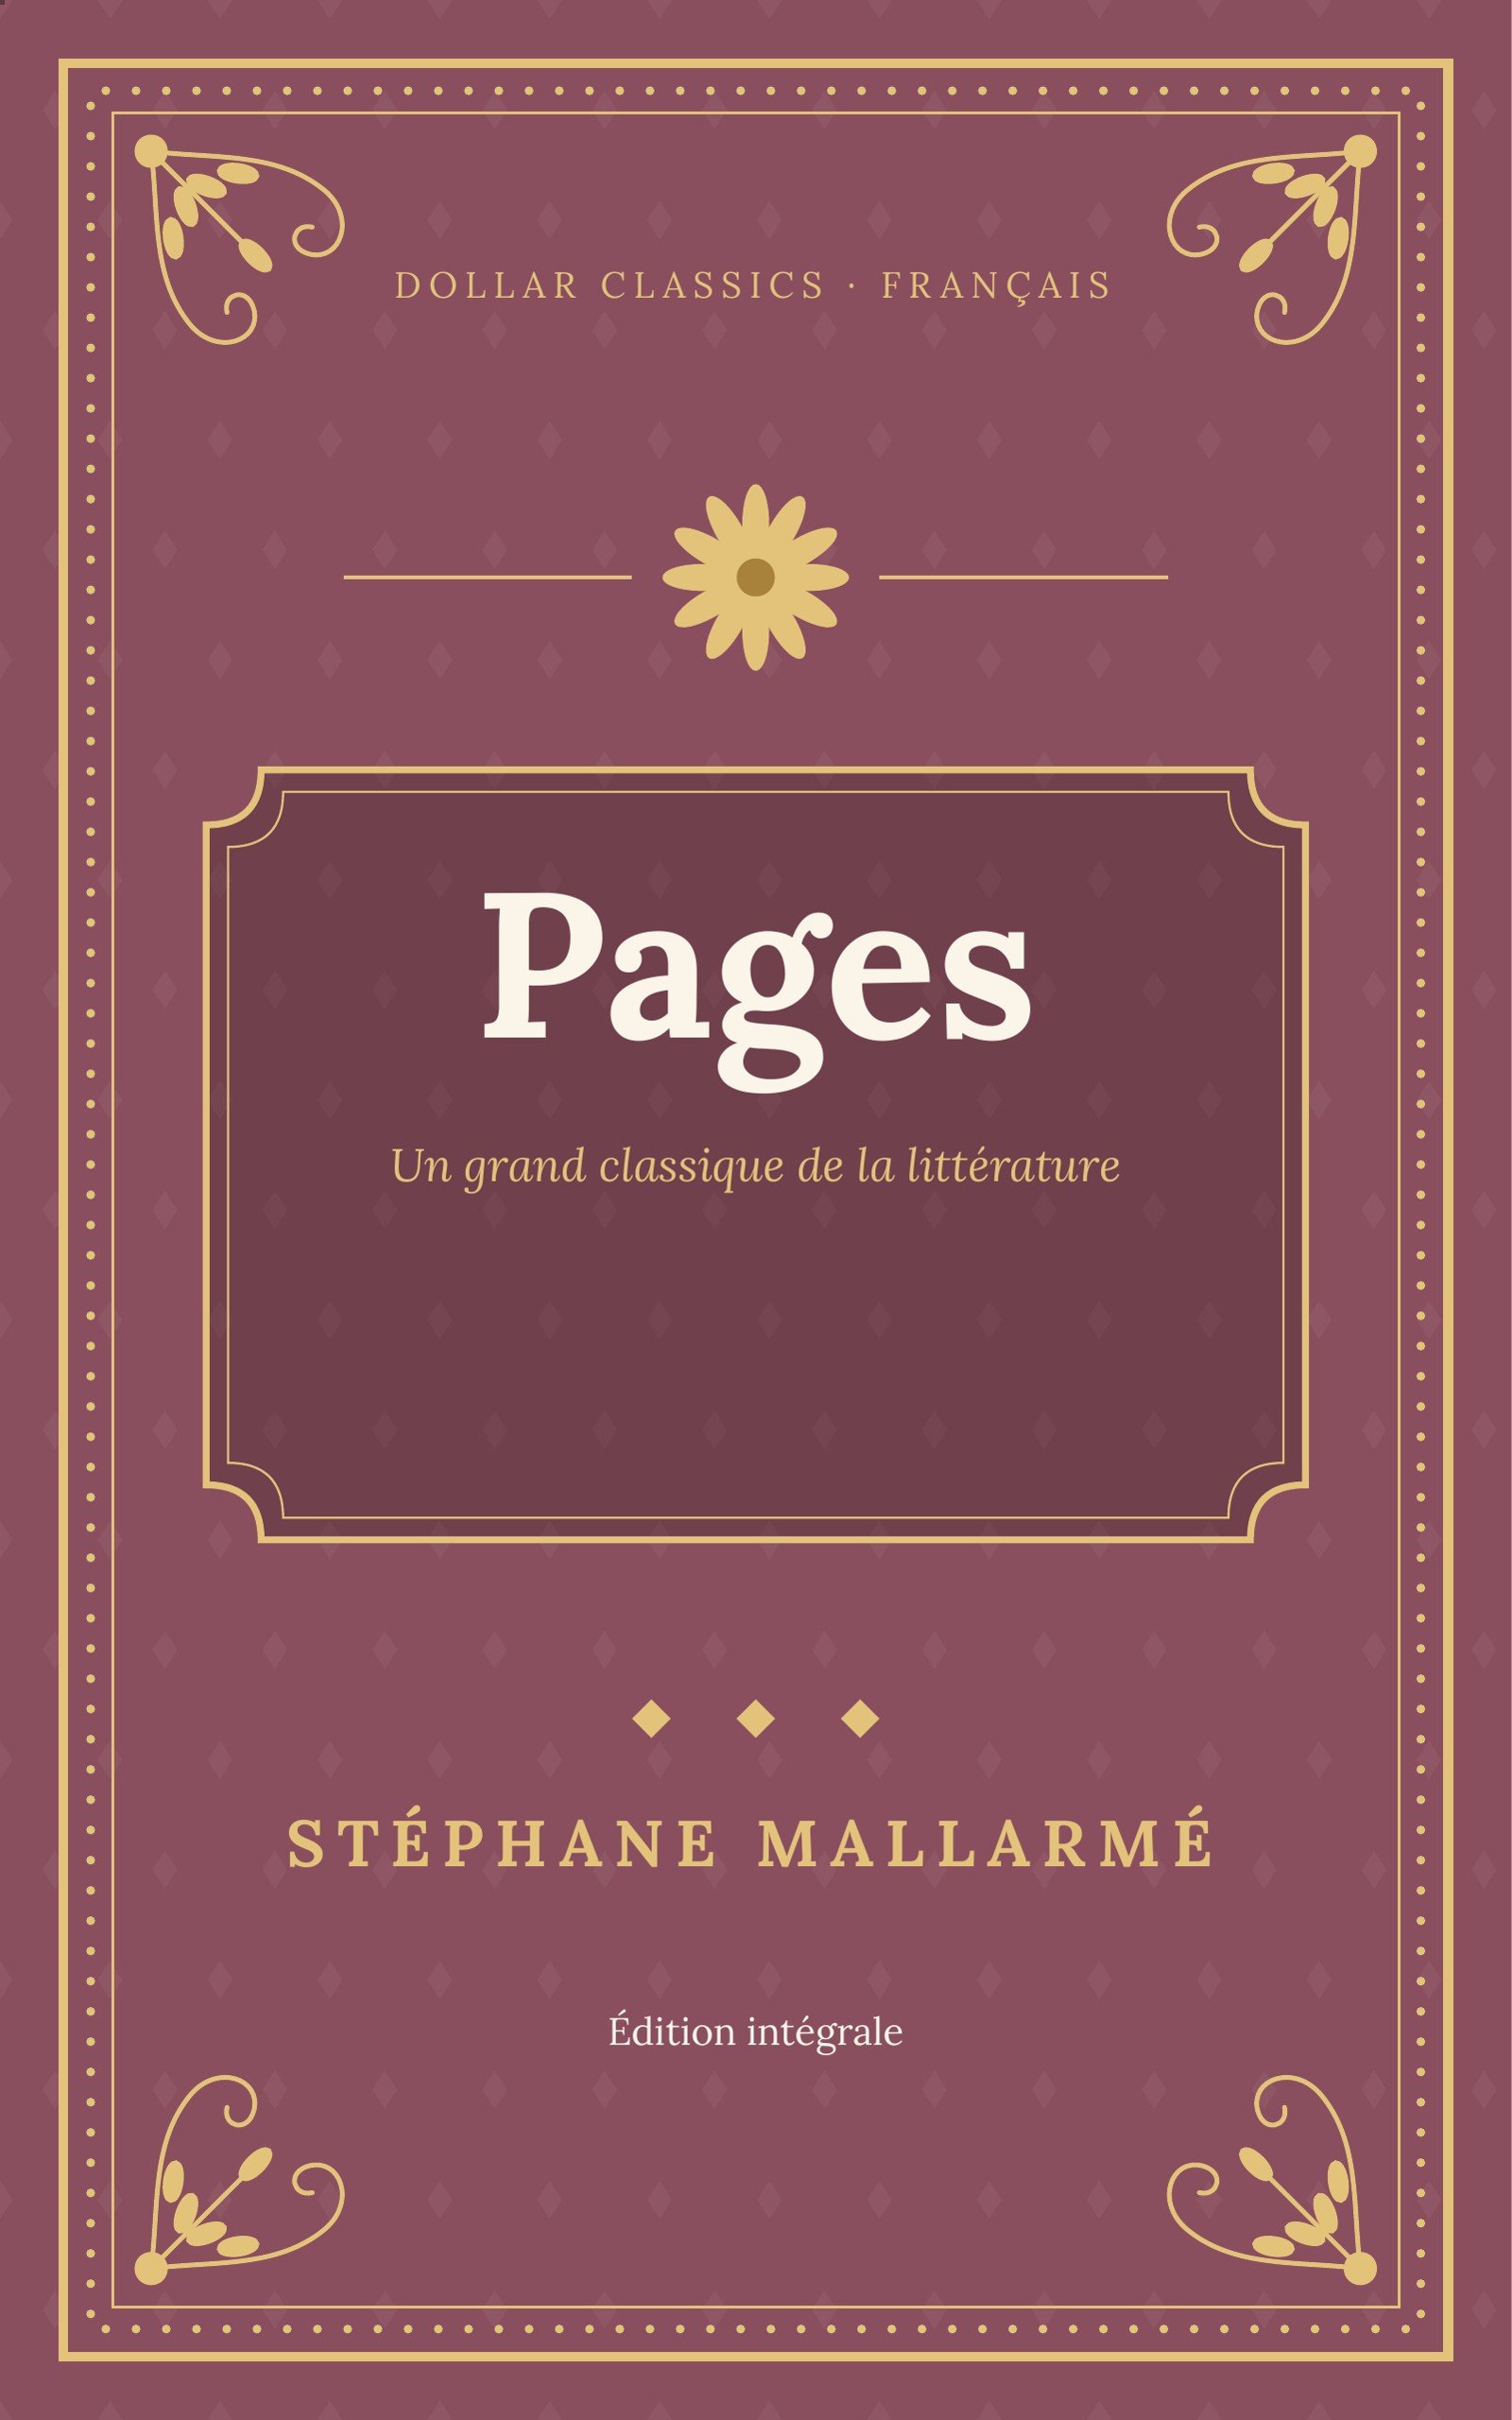 DOLLAR CLASSICS · FRANÇAIS
Pages
Un grand classique de la littérature
STÉPHANE MALLARMÉ
Édition intégrale